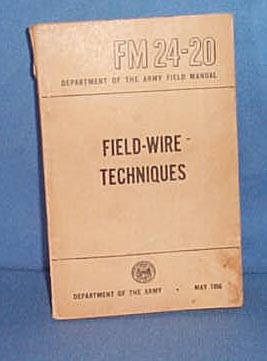 FM 24-20
DEPARTMENT OF THE ARMY FIELD MANUAL
FIELD-WIRE
TECHNIQUES
DEPARTMENT OF THE ARMY • MAY 1956